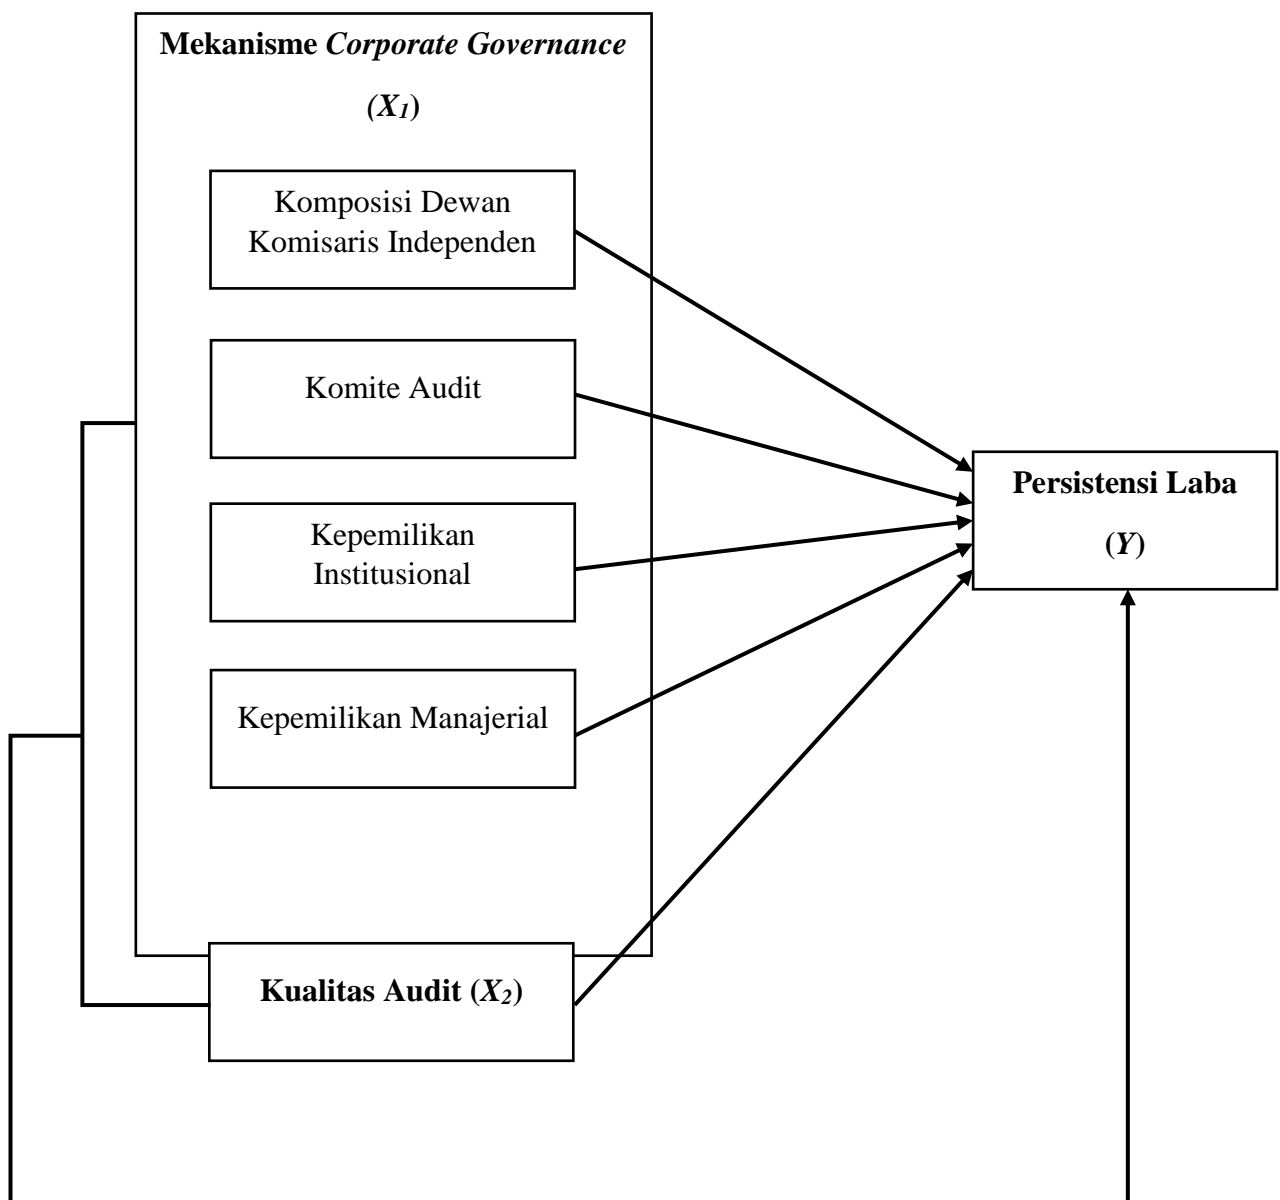 Mekanisme Corporate Governance
(X1)
Komposisi Dewan
Komisaris Independen
Komite Audit
Kepemilikan
Institusional
Kepemilikan Manajerial
Kualitas Audit (X2)
Persistensi Laba
(Y)